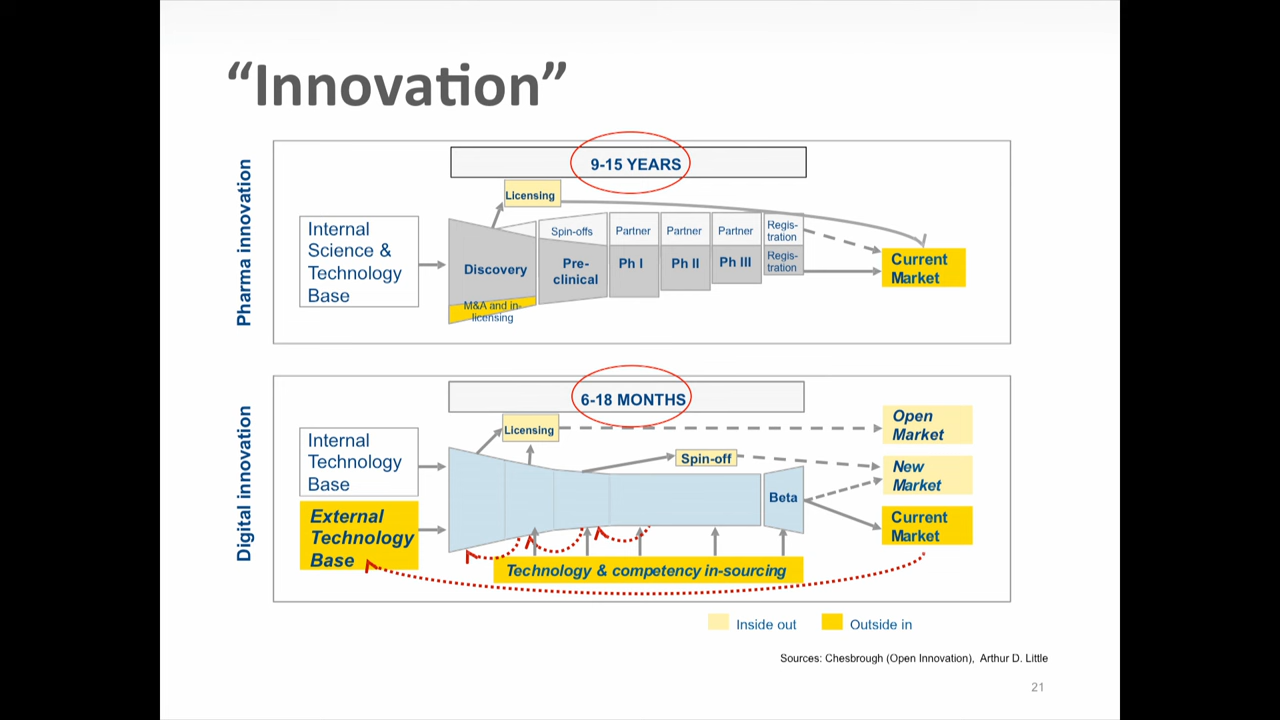 “Innovation”
Pharma innovation
9-15 YEARS
Licensing
Internal
Science &
Technology
Base
Discovery
M&A and in-
licensing
Spin-offs
Pre-
clinical
Partner
Ph I
Partner
Ph II
Partner
Ph III
Regis-
tration
Regis-
tration
Current
Market
Digital innovation
6-18 MONTHS
Licensing
Internal
Technology
Base
External
Technology
Base
Spin-off
Beta
Open
Market
New
Market
Current
Market
Technology & competency in-sourcing
Inside out
Outside in
Sources: Chesbrough (Open Innovation), Arthur D. Little
21